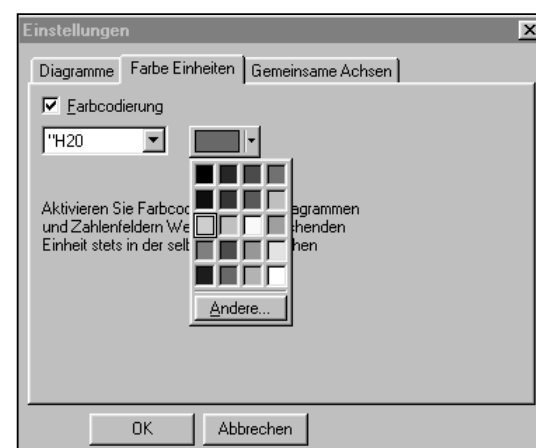 Einstellungen
Diagramme Farbe Einheiten Gemeinsame Achsen
Farbcodierung
"H20
Aktivieren Sie Farbcod agrammen
und Zahlenfeldern We chenden
Einheit stets in der selb hen
Andere...
OK Abbrechen